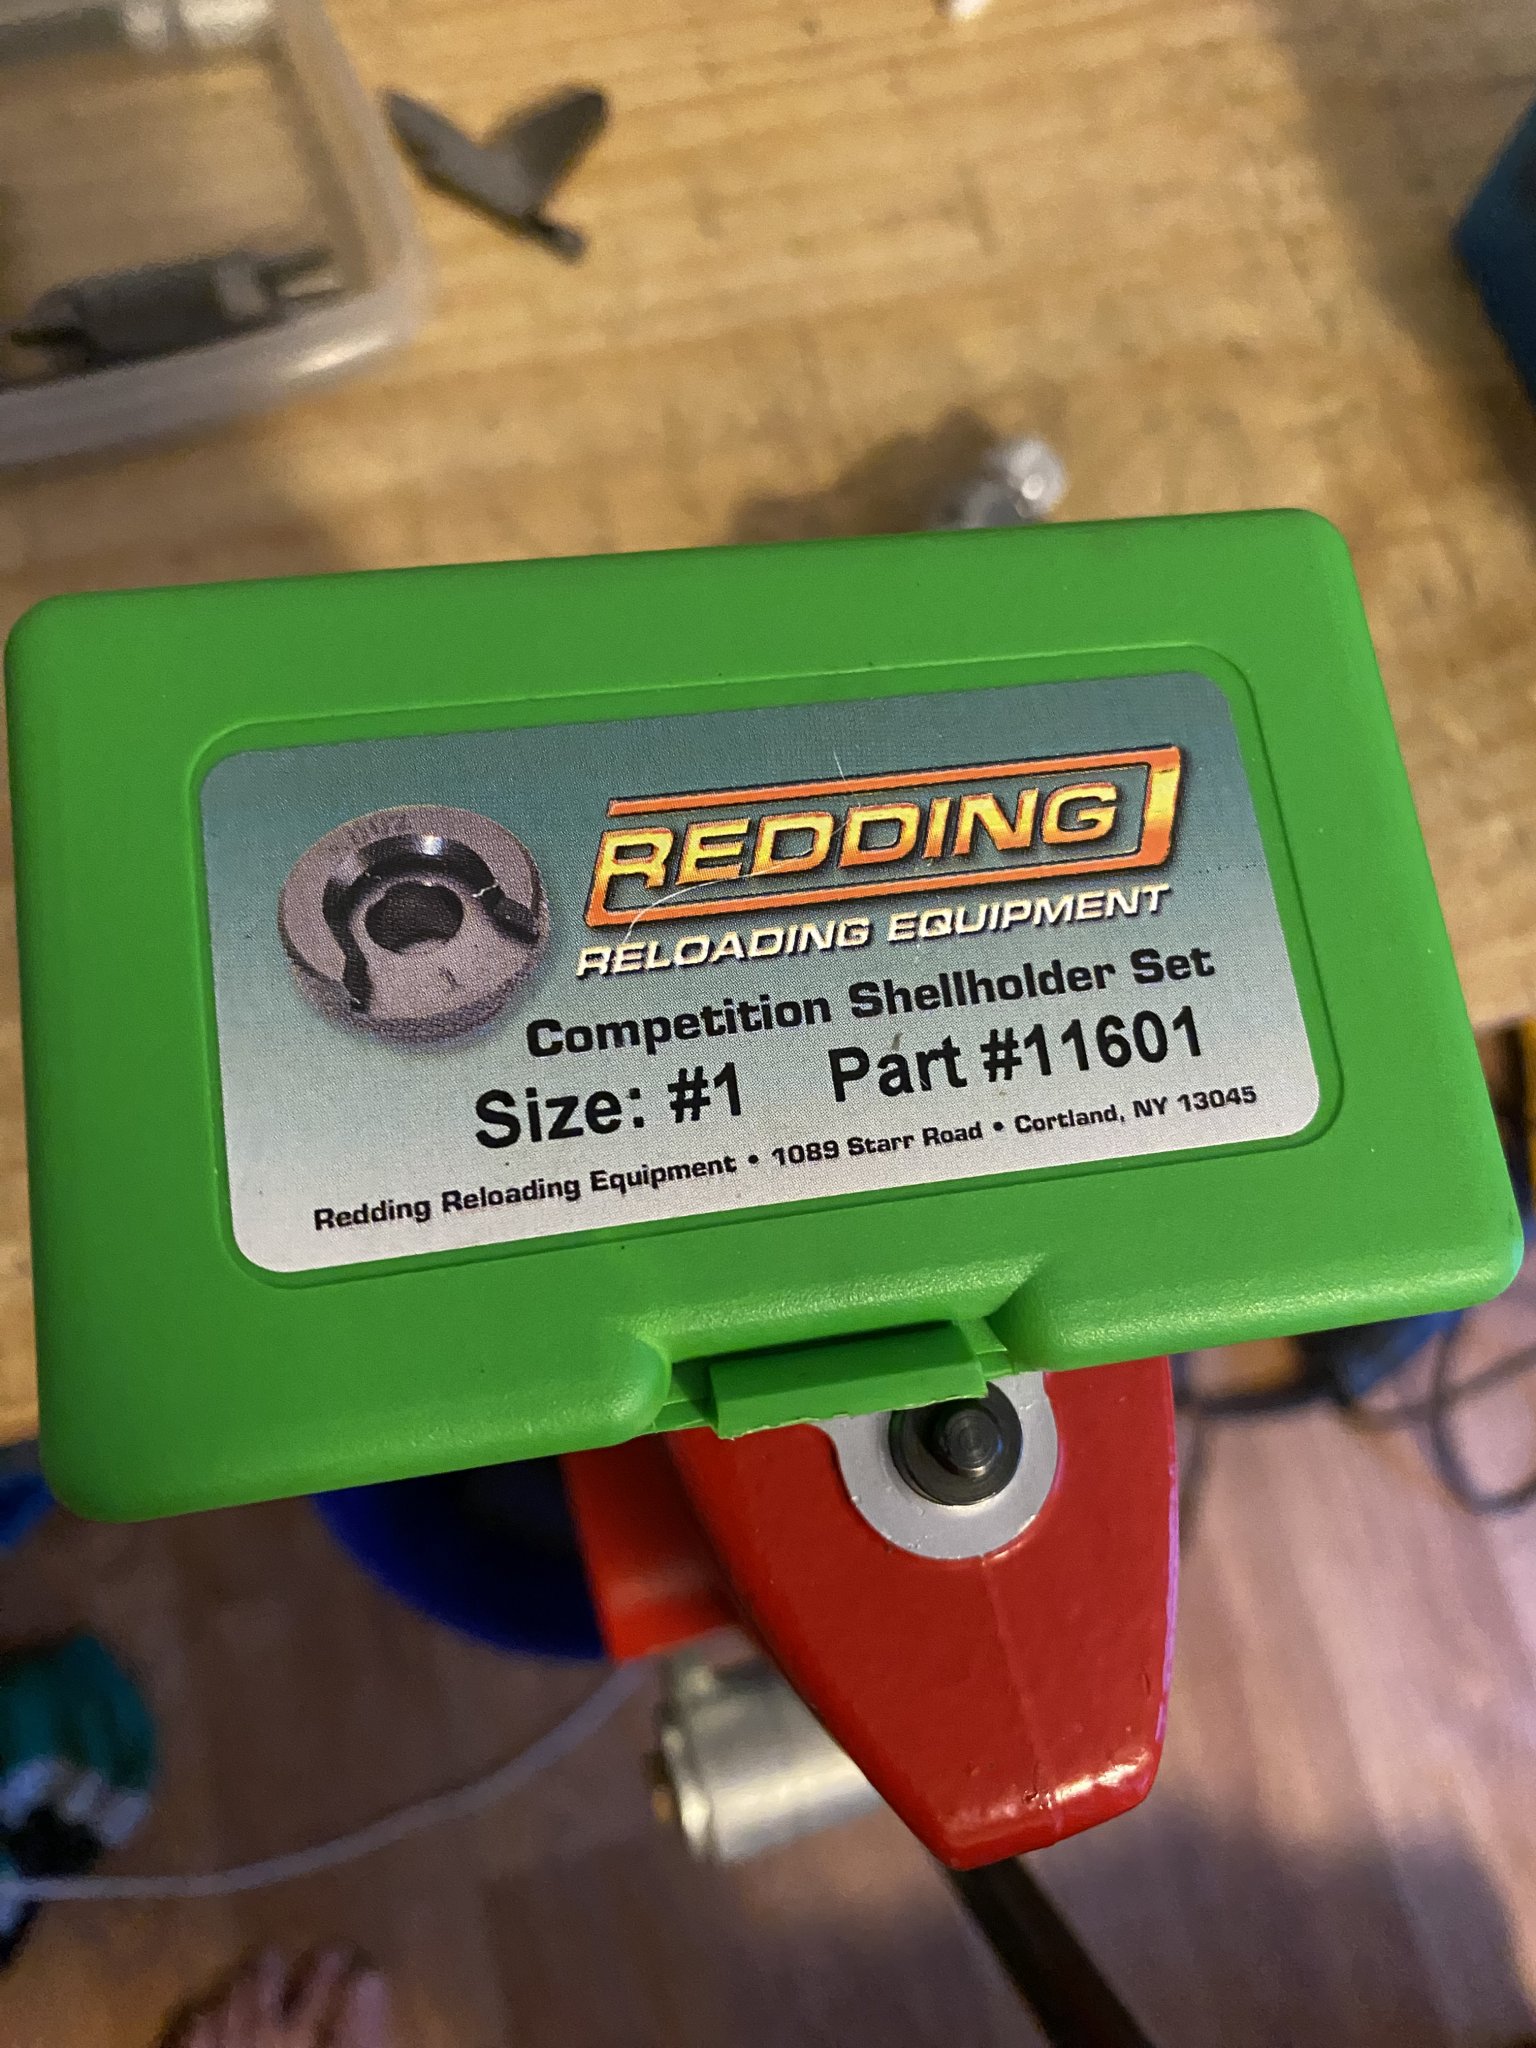 REDDING
RELOADING EQUIPMENT
Competition Shellholder Set
Size: #1 Part #11601
Redding Reloading Equipment • 1089 Starr Road • Cortland, NY 13045